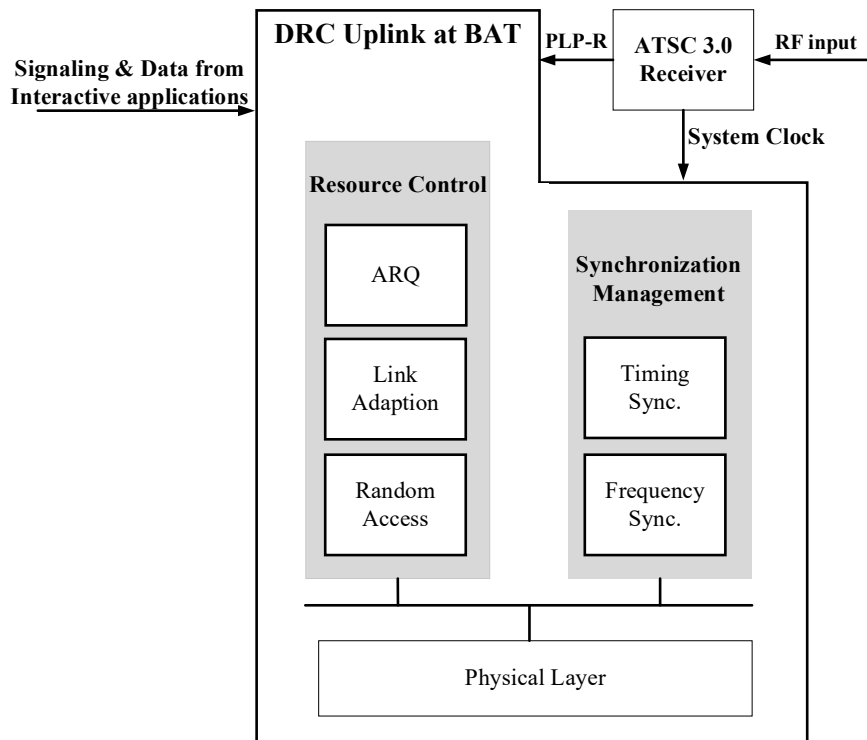 DRC Uplink at BAT
PLP-R
ATSC 3.0
Receiver
RF input
Signaling & Data from
Interactive applications
System Clock
Resource Control
ARQ
Link
Adaption
Random
Access
Synchronization
Management
Timing
Sync.
Frequency
Sync.
Physical Layer